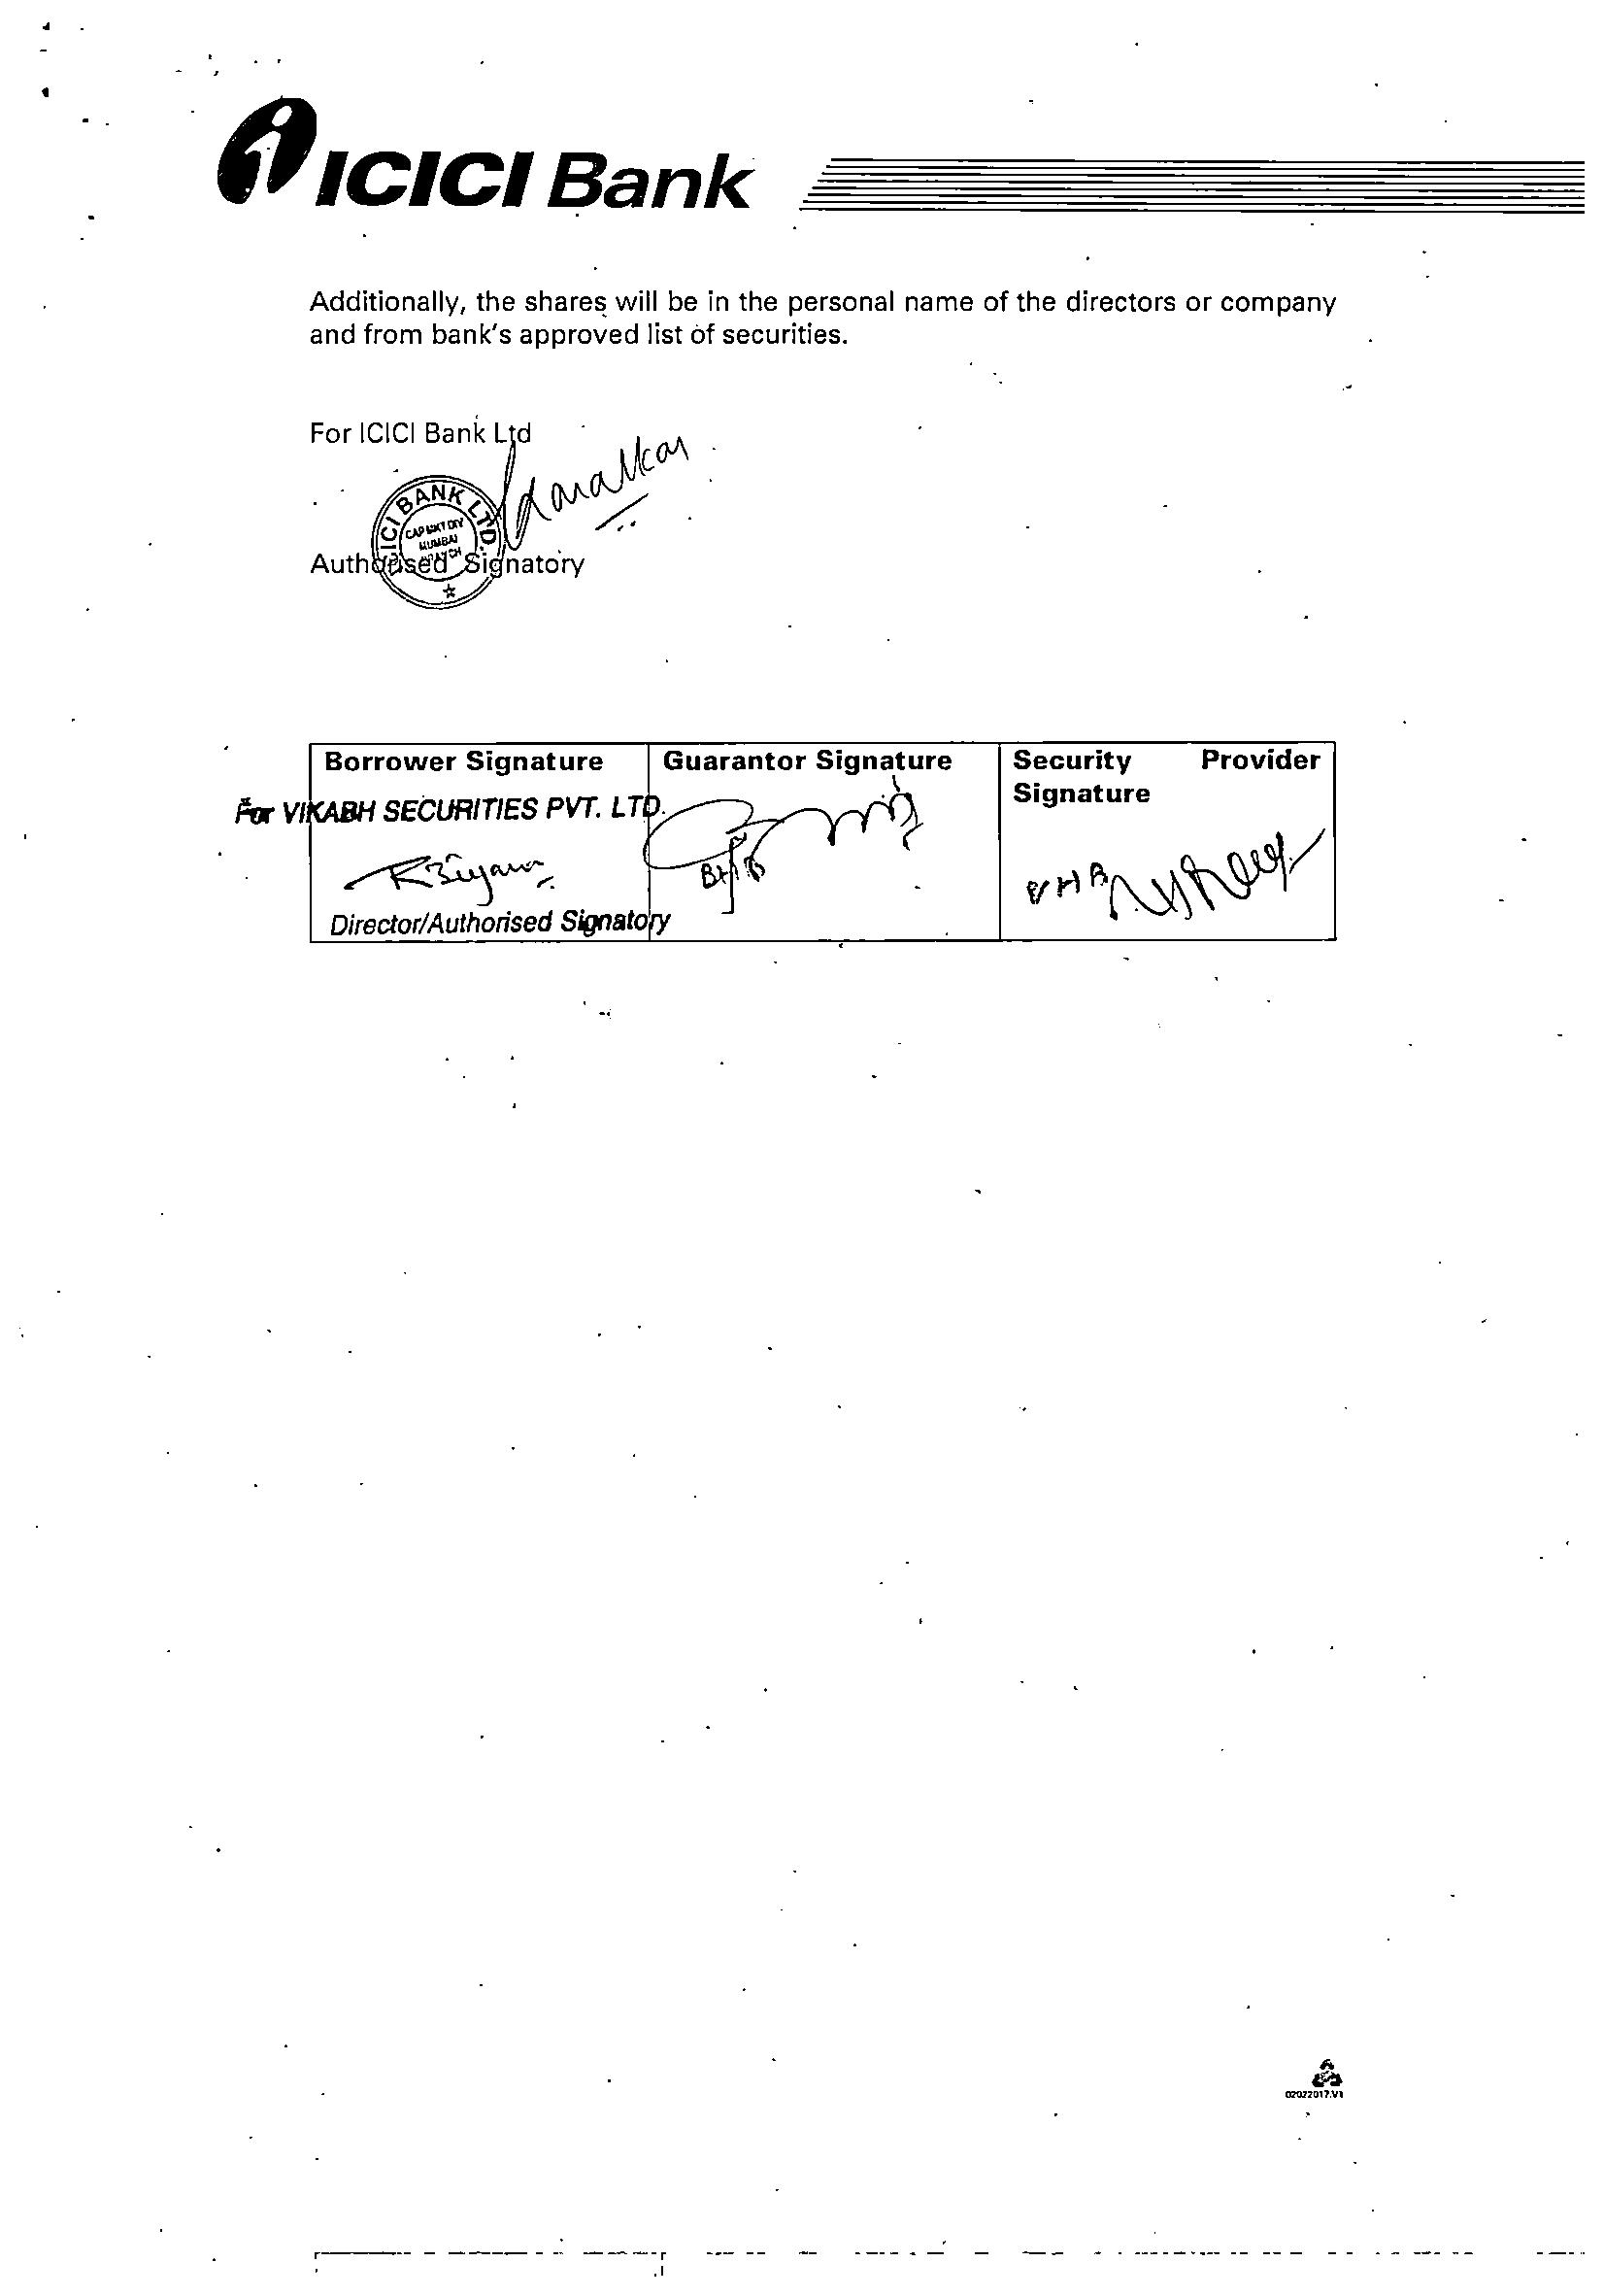 ICICI Bank
Additionally, the shares will be in the personal name of the directors or company
and from bank's approved list of securities.
For ICICI Bank Ltd
ICICI BANK LTD.
CAP MKT DIV
MUMBAI
BRANCH
Authorised Signatory
Borrower Signature
Guarantor Signature
Security Provider
Signature
For VIKABH SECURITIES PVT. LTD.
Director/Authorised Signatory
02022017.V1